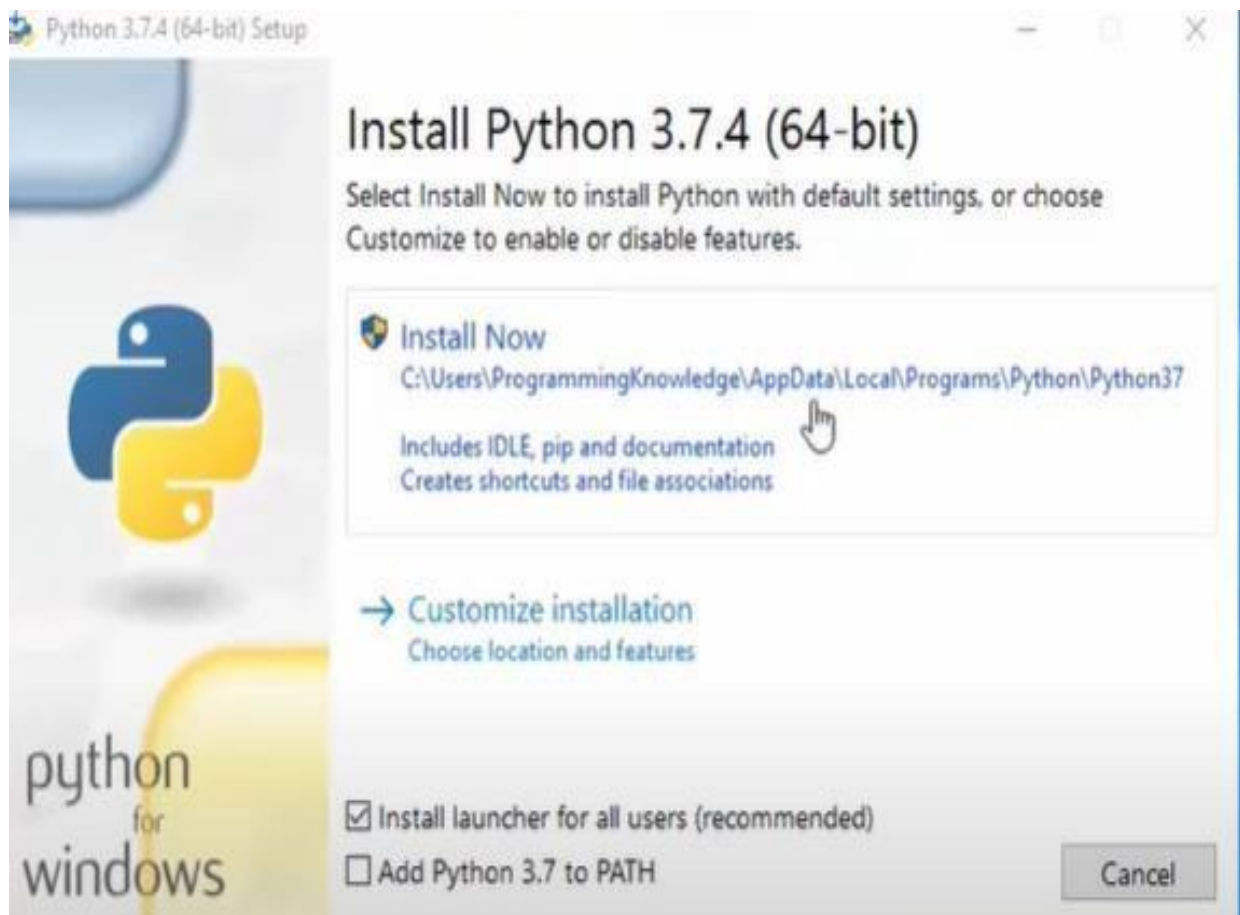 Python 3.7.4 (64-bit) Setup
Install Python 3.7.4 (64-bit)
Select Install Now to install Python with default settings, or choose
Customize to enable or disable features.
Install Now
C:\Users\ProgrammingKnowledge\AppData\Local\Programs\Python\Python37
Includes IDLE, pip and documentation
Creates shortcuts and file associations
Customize installation
Choose location and features
python
for
windows
Install launcher for all users (recommended)
Add Python 3.7 to PATH
Cancel